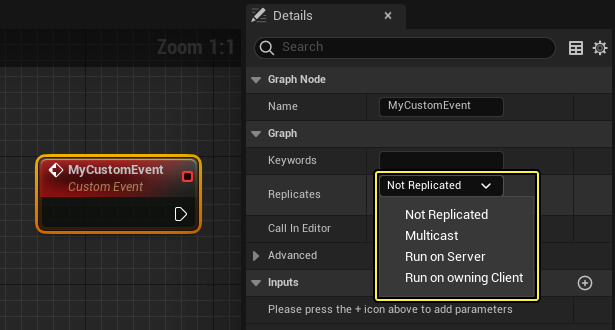 Zoom 1:1
MyCustomEvent
Custom Event
Details
Search
Graph Node
Name MyCustomEvent
Graph
Keywords
Replicates Not Replicated
Not Replicated
Call In Editor
Multicast
Run on Server
Advanced
Run on owning Client
Inputs
Please press the + icon above to add parameters